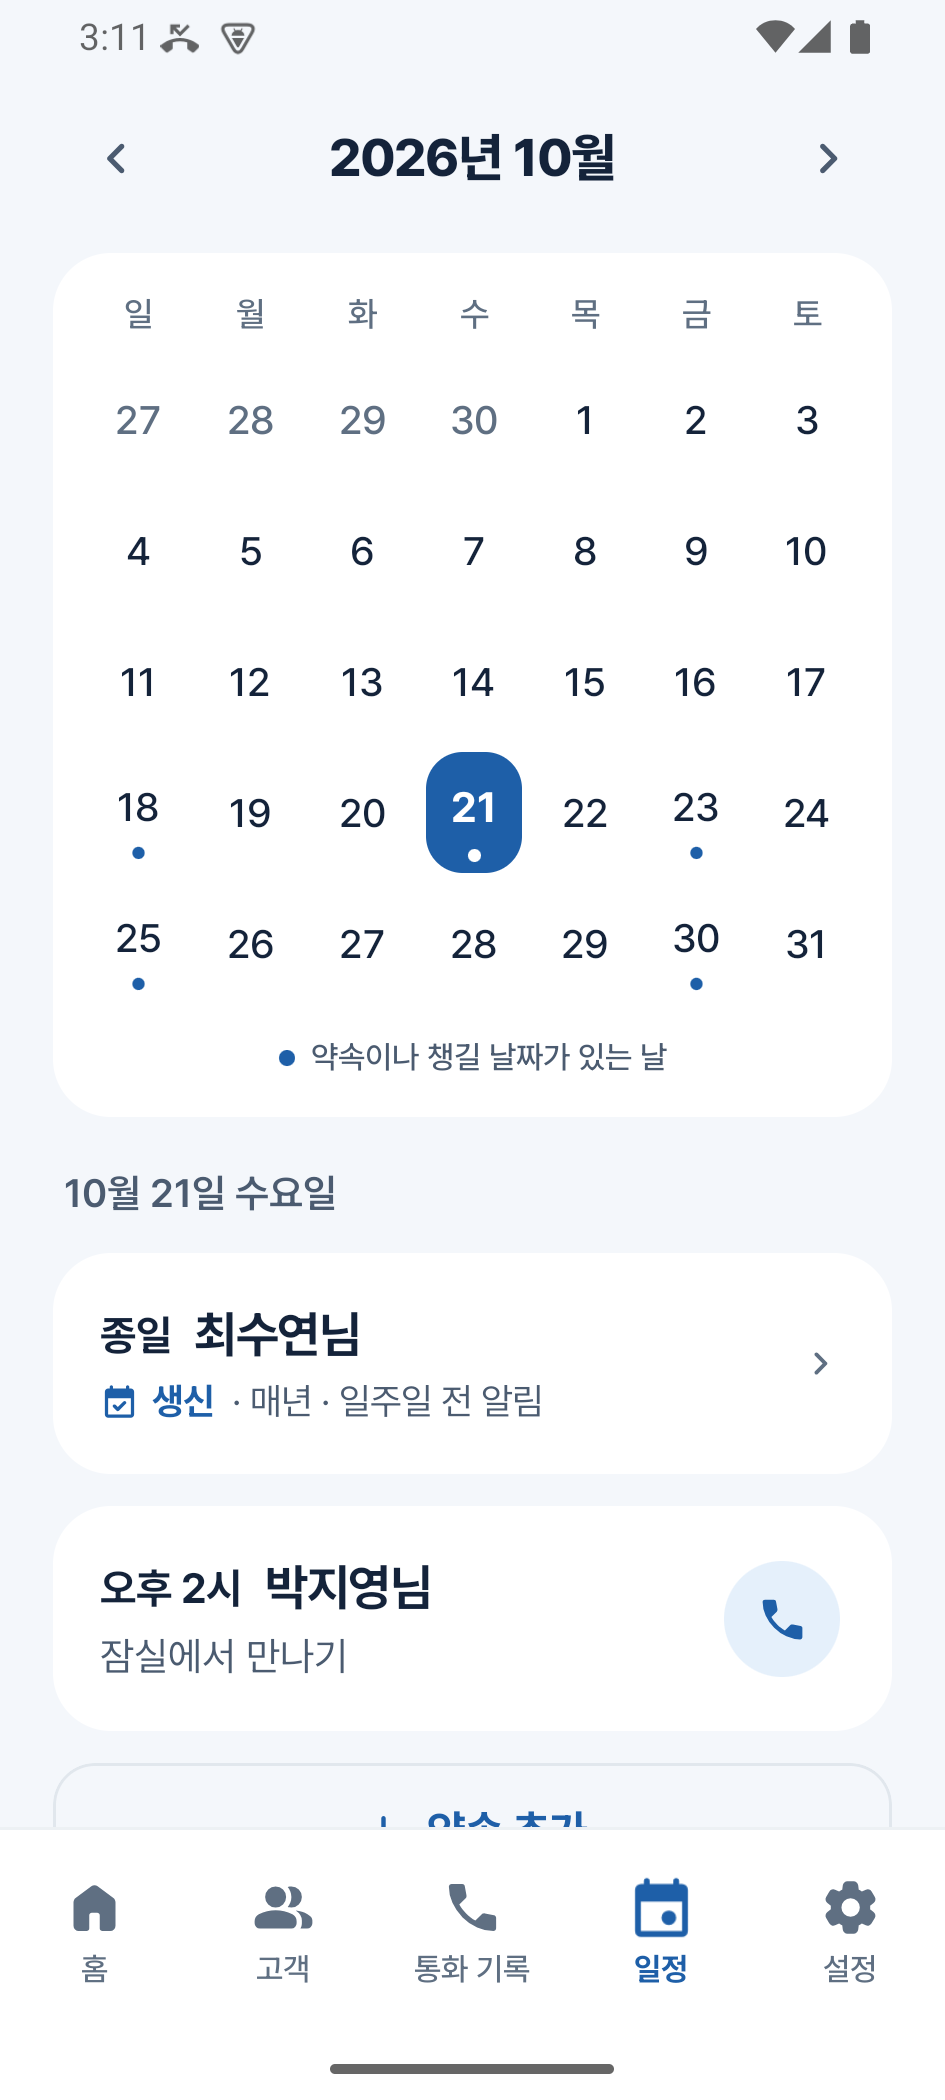 3:11
2026년 10월
일 월 화 수 목 금 토
27 28 29 30 1 2 3
4 5 6 7 8 9 10
11 12 13 14 15 16 17
18 19 20 21 22 23 24
25 26 27 28 29 30 31
약속이나 챙길 날짜가 있는 날
10월 21일 수요일
종일 최수연님
생신 · 매년 · 일주일 전 알림
오후 2시 박지영님
잠실에서 만나기
약속 추가
홈 고객 통화 기록 일정 설정